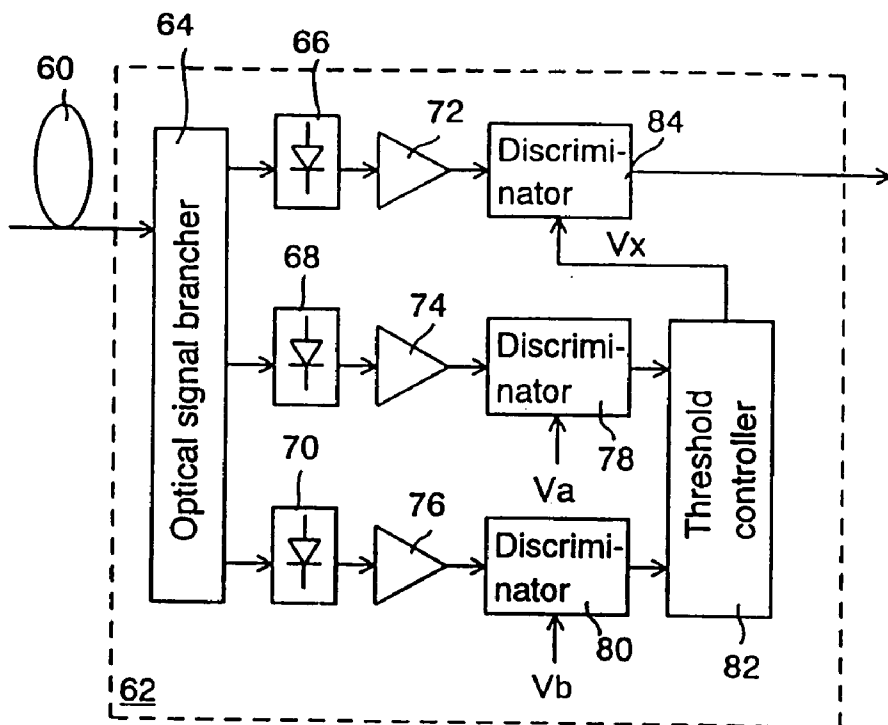 64
66
60
72
84
Discrimi-
nator
Vx
68
74
Discrimi-
nator
78
Va
70
76
Discrimi-
nator
80
Vb
Optical signal brancher
Threshold
controller
82
62